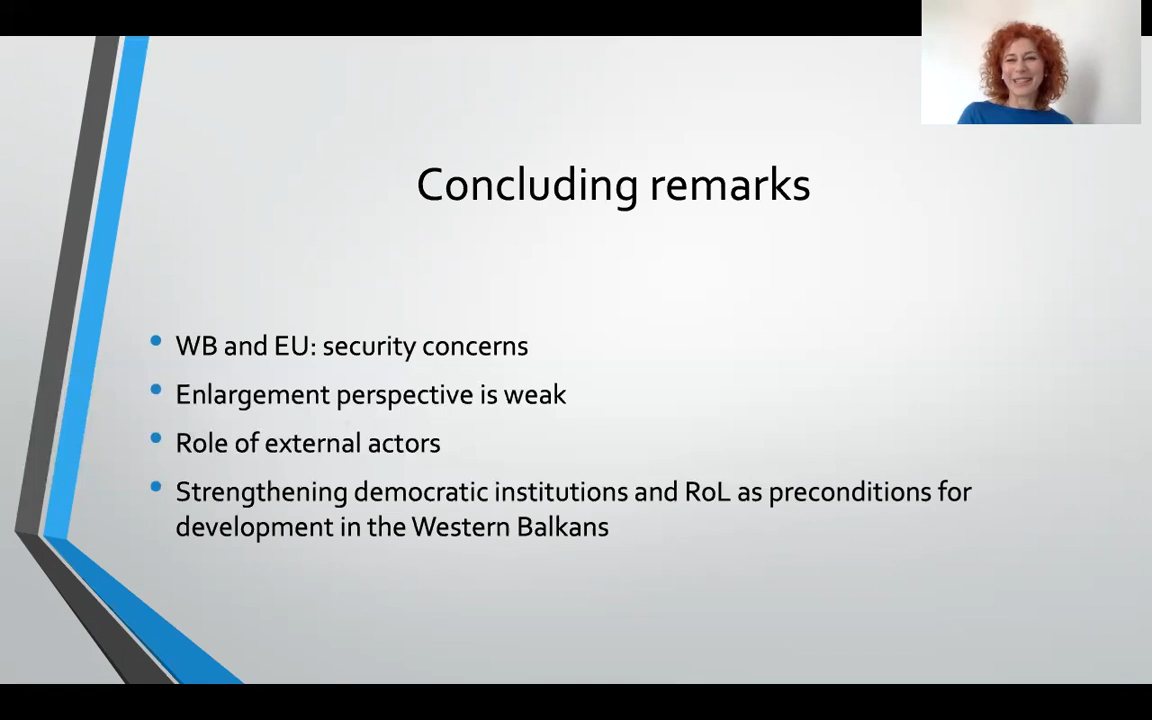 Concluding remarks
WB and EU: security concerns
Enlargement perspective is weak
Role of external actors
Strengthening democratic institutions and RoL as preconditions for
development in the Western Balkans